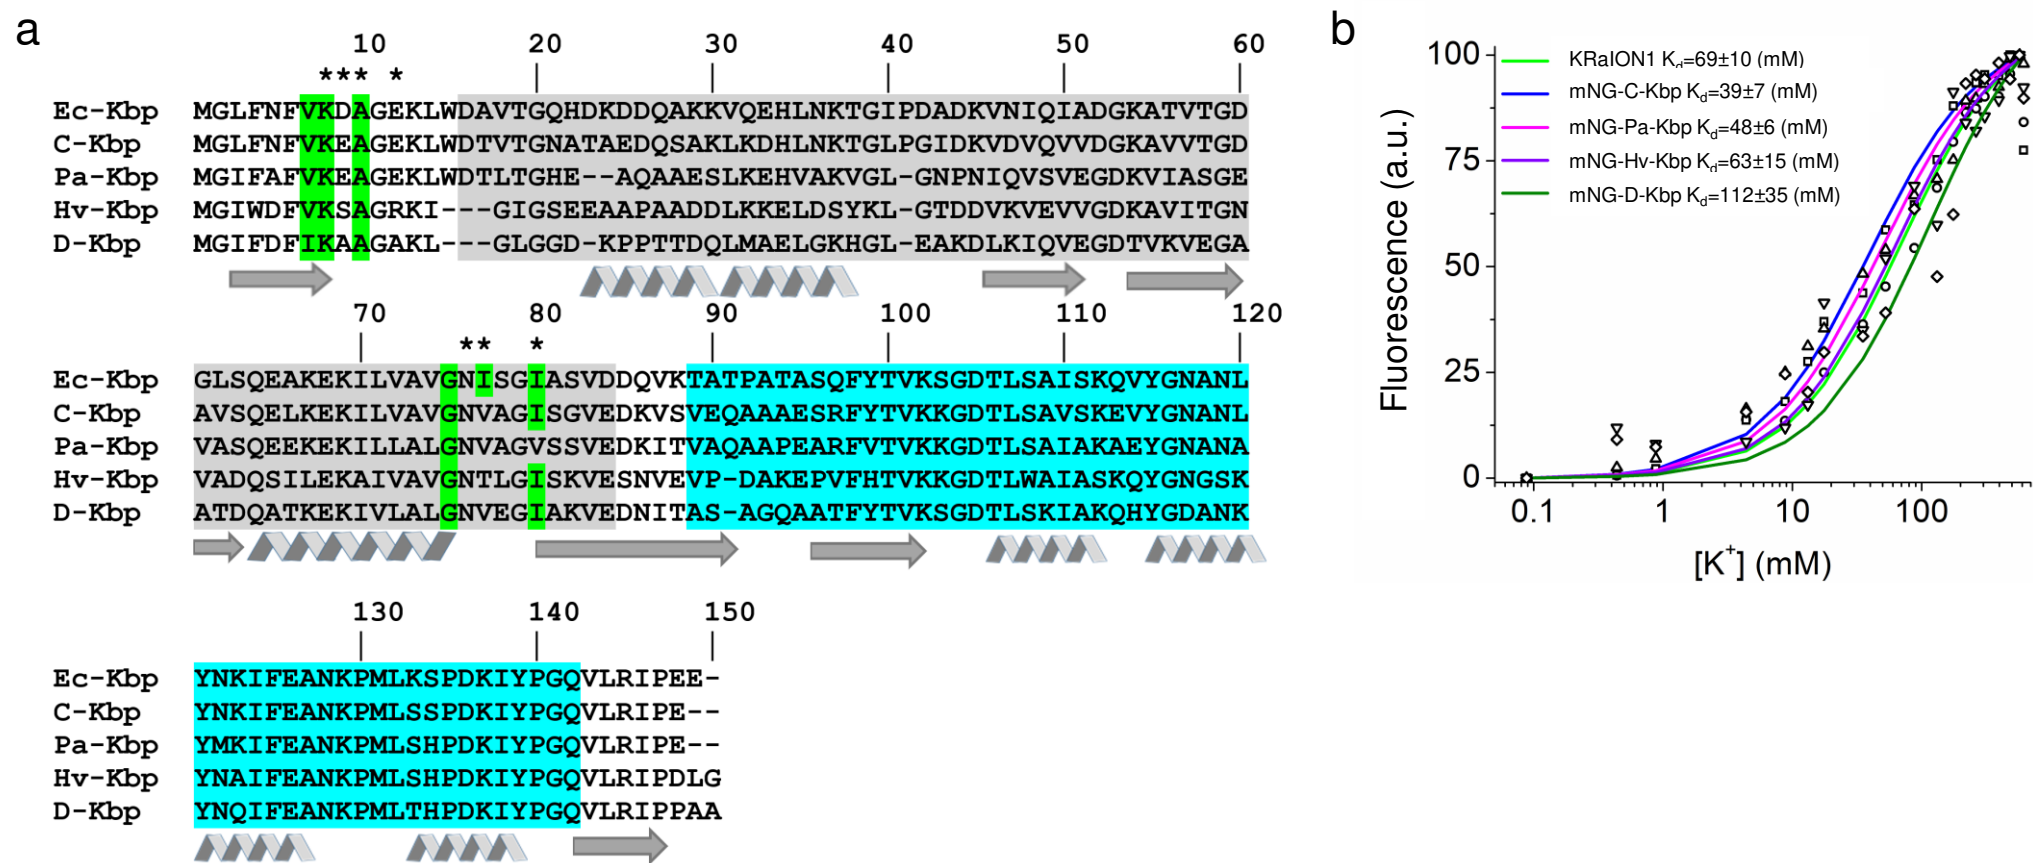 a
10 20 30 40 50 60
*** *
Ec-Kbp MGLFNFVKDAGEKLWDAVTGQHDKDDQAKKVQEHLNKTGIPDADKVNIQIADGKATVTGD
C-Kbp MGLFNFVKEAGEKLWDTVTGNATAEDQSAKLKDHLNKTGLPGIDKVDVQVVDGKAVVTGD
Pa-Kbp MGIFAFVKEAGEKLWDTLTGHE--AQAAESLKEHVAKVGL-GNPNIQVSVEGDKVIASGE
Hv-Kbp MGIWDFVKSAGRKI---GIGSEEAAPAADDLKKELDSYKL-GTDDVKVEVVGDKAVITGN
D-Kbp MGIFDFIKAAGAKL---GLGGD-KPPTTDQLMAELGKHGL-EAKDLKIQVEGDTVKVEGA
70 80 90 100 110 120
** *
Ec-Kbp GLSQEAKEKILVAVGNISGIASVDDQVKTATPATASQFYTVKSGDTLSAISKQVYGNANL
C-Kbp AVSQELKEKILVAVGNVAGISGVEDKVSVEQAAAESRFYTVKKGDTLSAVSKEVYGNANL
Pa-Kbp VASQEEKEKILLALGNVAGVSSVEDKITVAQAAPEARFVTVKKGDTLSAIAKAEYGNANA
Hv-Kbp VADQSILEKAIVAVGNTLGISKVESNVEVP-DAKEPVFHTVKKGDTLWAIASKQYGNGSK
D-Kbp ATDQATKEKIVLALGNVEGIAKVEDNITAS-AGQAATFYTVKSGDTLSKIAKQHYGDANK
130 140 150
Ec-Kbp YNKIFEANKPMLKSPDKIYPGQVLRIPEE-
C-Kbp YNKIFEANKPMLSSPDKIYPGQVLRIPE--
Pa-Kbp YMKIFEANKPMLSHPDKIYPGQVLRIPE--
Hv-Kbp YNAIFEANKPMLSHPDKIYPGQVLRIPDLG
D-Kbp YNQIFEANKPMLTHPDKIYPGQVLRIPPAA
b
KRaION1 Kd=69±10 (mM)
mNG-C-Kbp Kd=39±7 (mM)
mNG-Pa-Kbp Kd=48±6 (mM)
mNG-Hv-Kbp Kd=63±15 (mM)
mNG-D-Kbp Kd=112±35 (mM)
Fluorescence (a.u.)
100
75
50
25
0
0.1 1 10 100
[K+] (mM)